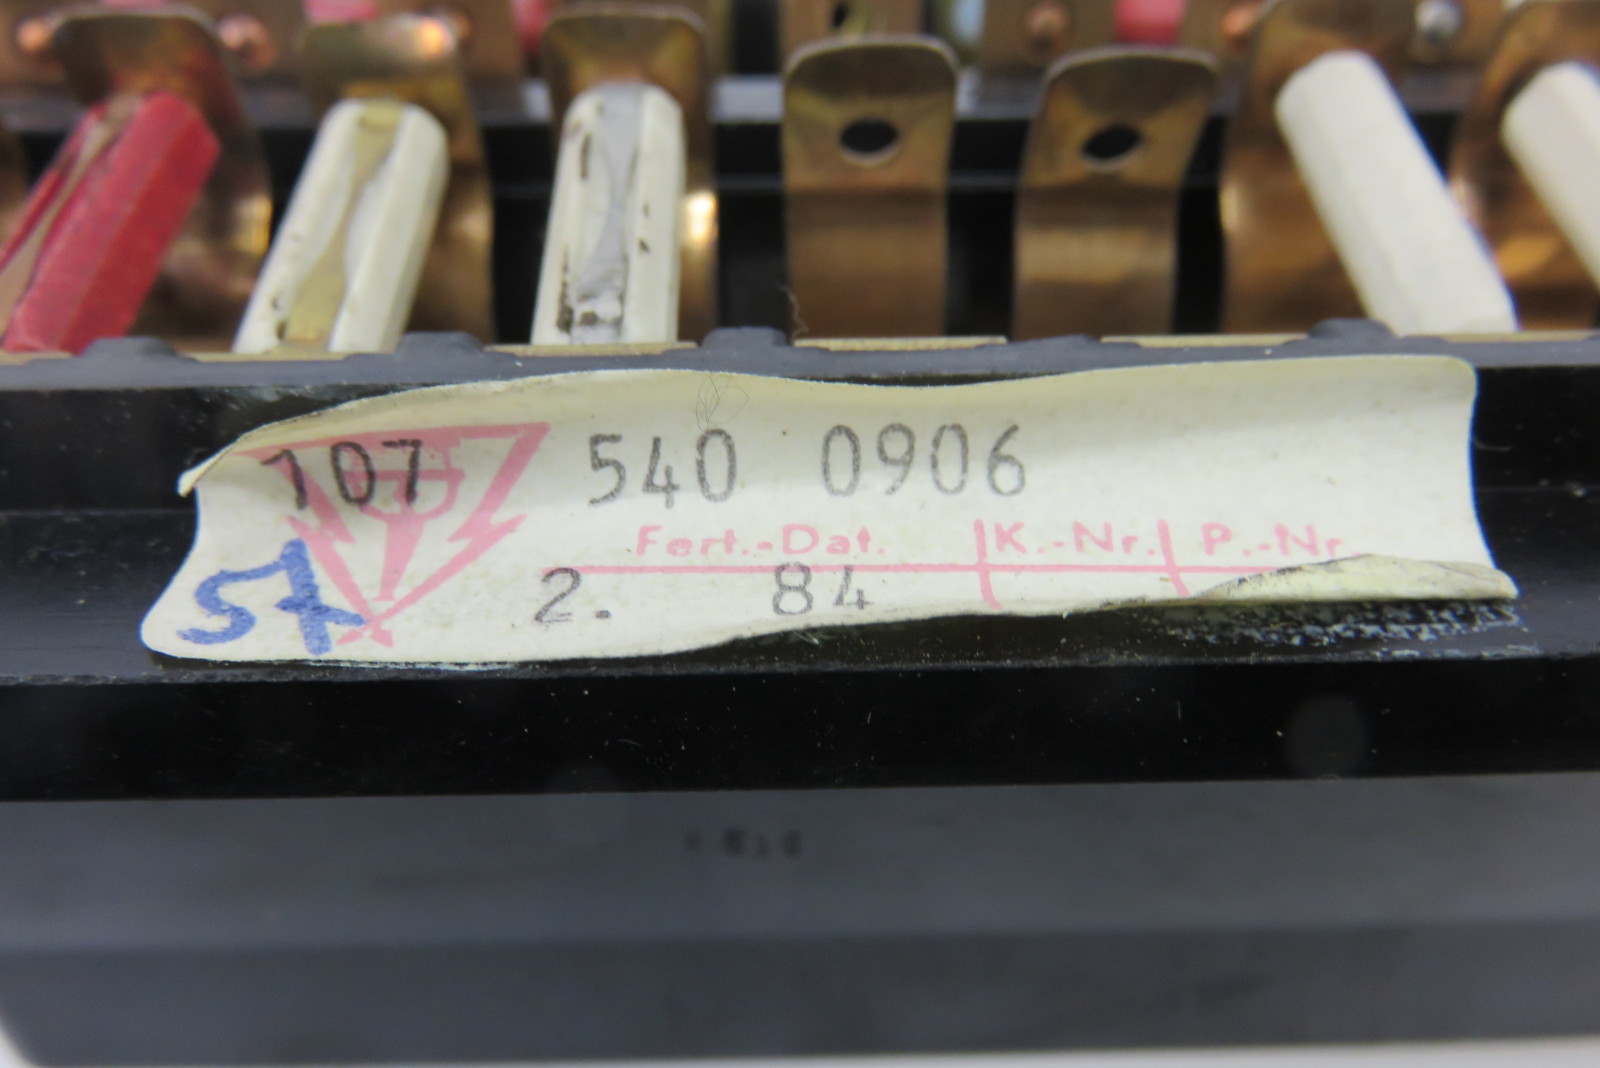 107 540 0906
Fert.-Dat. K.-Nr. P.-Nr.
57 2. 84